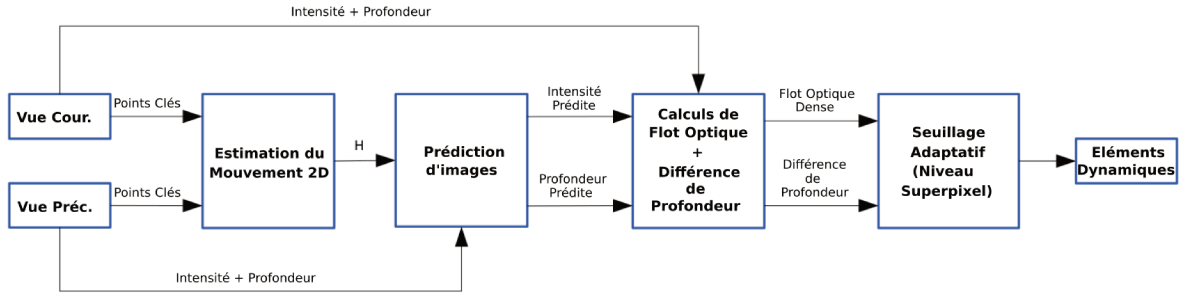 Intensité + Profondeur
Vue Cour.
Points Clés
Vue Préc.
Points Clés
Estimation du
Mouvement 2D
H
Prédiction
d'images
Intensité + Profondeur
Intensité
Prédite
Profondeur
Prédite
Calculs de
Flot Optique
+
Différence
de
Profondeur
Flot Optique
Dense
Différence
de
Profondeur
Seuillage
Adaptatif
(Niveau
Superpixel)
Eléments
Dynamiques